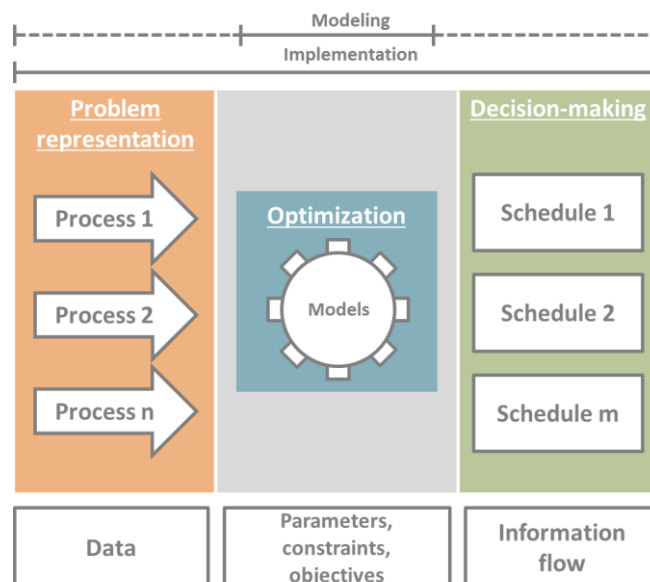 Modeling
Implementation
Problem
representation
Process 1
Process 2
Process n
Optimization
Models
Decision-making
Schedule 1
Schedule 2
Schedule m
Data
Parameters,
constraints,
objectives
Information
flow